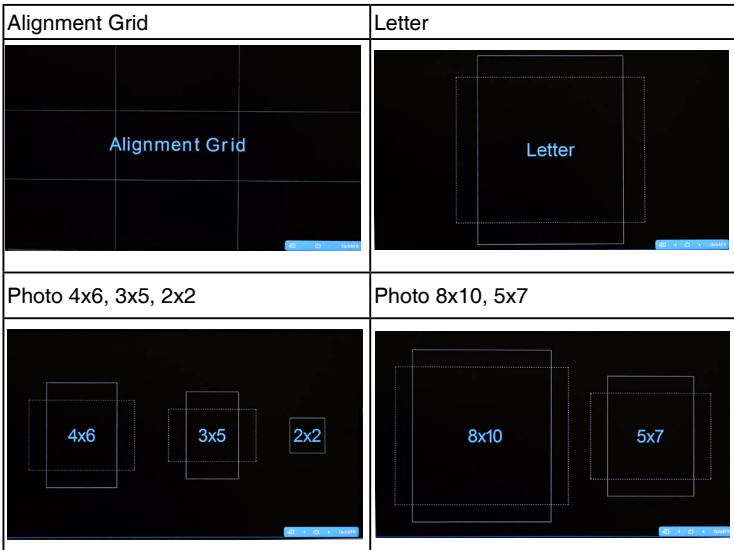 Alignment Grid
Letter
Alignment Grid
Letter
Photo 4x6, 3x5, 2x2
Photo 8x10, 5x7
4x6
3x5
2x2
8x10
5x7